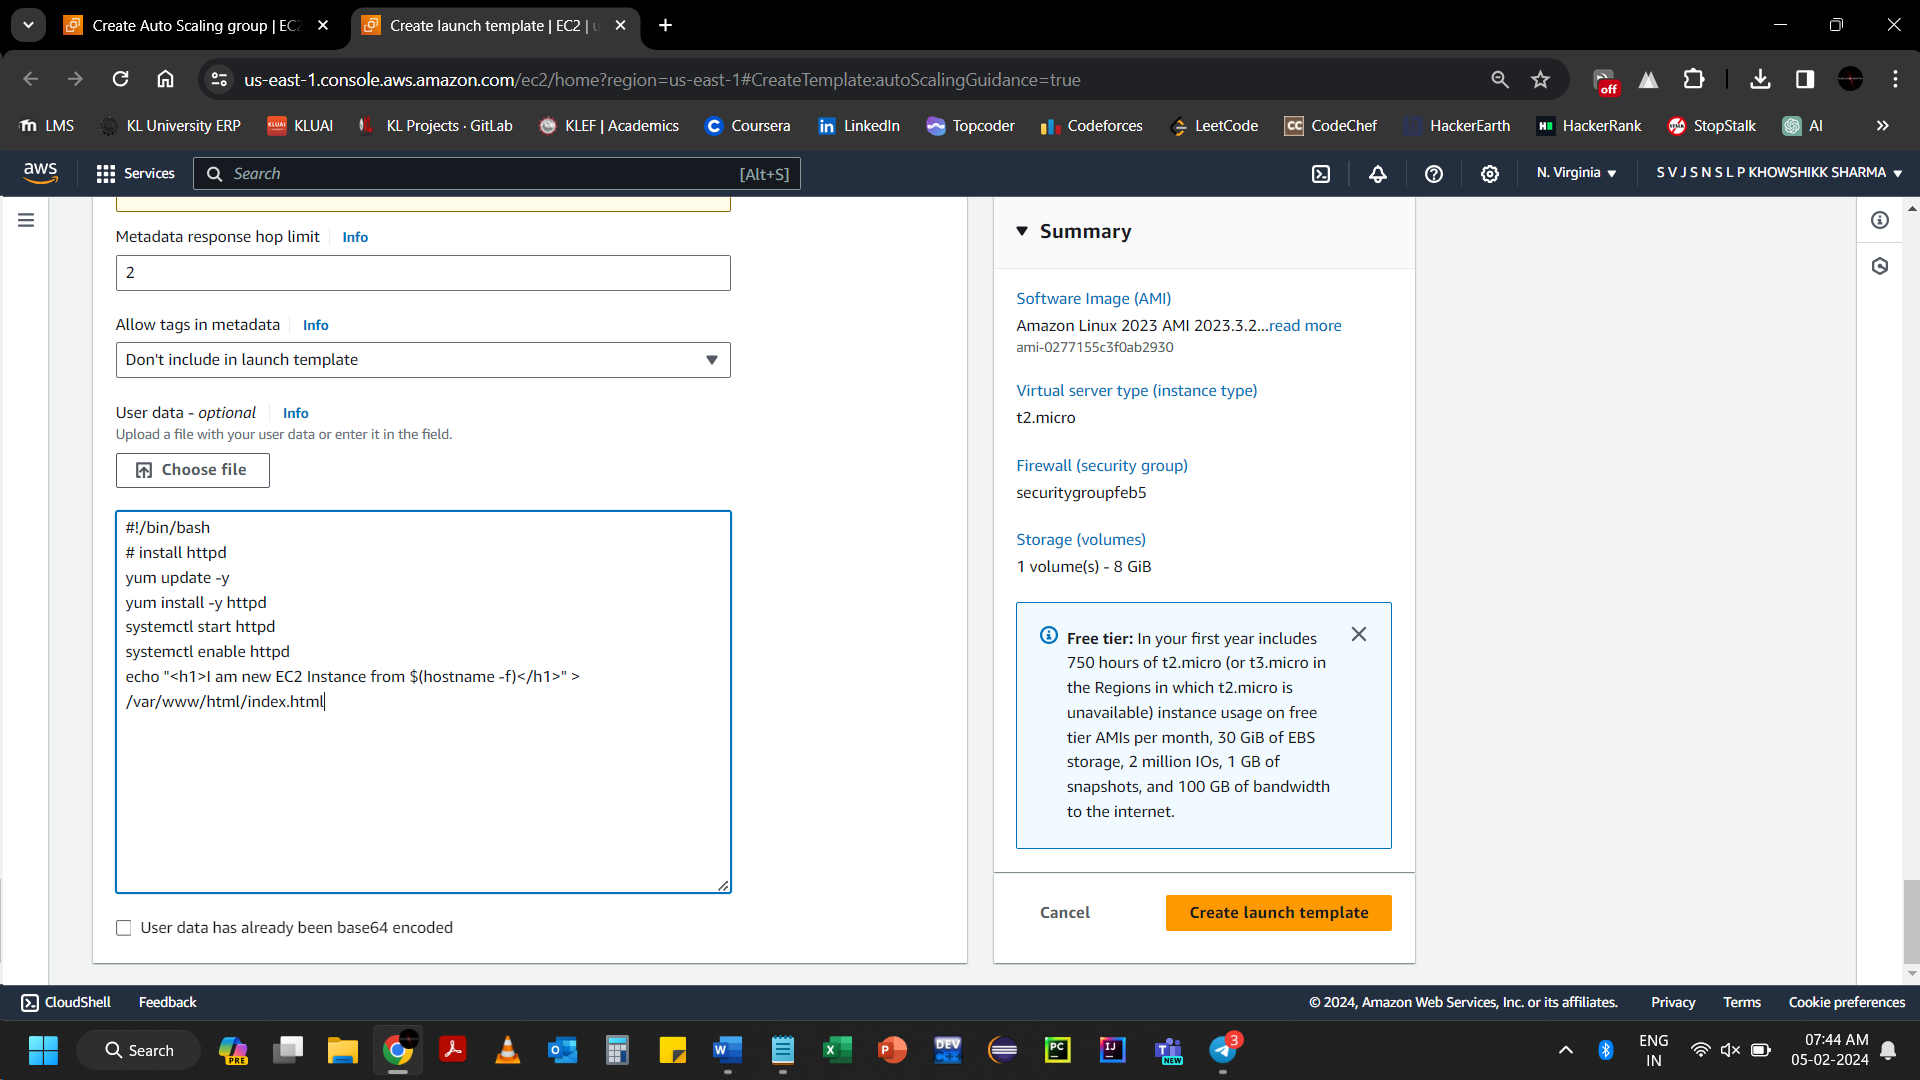 Create Auto Scaling group | EC2
Create launch template | EC2 | u
us-east-1.console.aws.amazon.com/ec2/home?region=us-east-1#CreateTemplate:autoScalingGuidance=true
off
LMS
KL University ERP
KLUAI
KL Projects · GitLab
KLEF | Academics
Coursera
LinkedIn
Topcoder
Codeforces
LeetCode
CodeChef
HackerEarth
HackerRank
StopStalk
AI
aws
Services
Search
[Alt+S]
N. Virginia
S V J S N S L P KHOWSHIKK SHARMA
Metadata response hop limit
Info
2
Allow tags in metadata
Info
Don't include in launch template
User data - optional
Info
Upload a file with your user data or enter it in the field.
Choose file
#!/bin/bash
# install httpd
yum update -y
yum install -y httpd
systemctl start httpd
systemctl enable httpd
echo "<h1>I am new EC2 Instance from $(hostname -f)</h1>" >
/var/www/html/index.html
User data has already been base64 encoded
Summary
Software Image (AMI)
Amazon Linux 2023 AMI 2023.3.2...read more
ami-0277155c3f0ab2930
Virtual server type (instance type)
t2.micro
Firewall (security group)
securitygroupfeb5
Storage (volumes)
1 volume(s) - 8 GiB
Free tier: In your first year includes
750 hours of t2.micro (or t3.micro in
the Regions in which t2.micro is
unavailable) instance usage on free
tier AMIs per month, 30 GiB of EBS
storage, 2 million IOs, 1 GB of
snapshots, and 100 GB of bandwidth
to the internet.
Cancel
Create launch template
CloudShell
Feedback
© 2024, Amazon Web Services, Inc. or its affiliates.
Privacy
Terms
Cookie preferences
Search
PRE
DEV
PC
IJ
NEW
3
ENG
IN
07:44 AM
05-02-2024